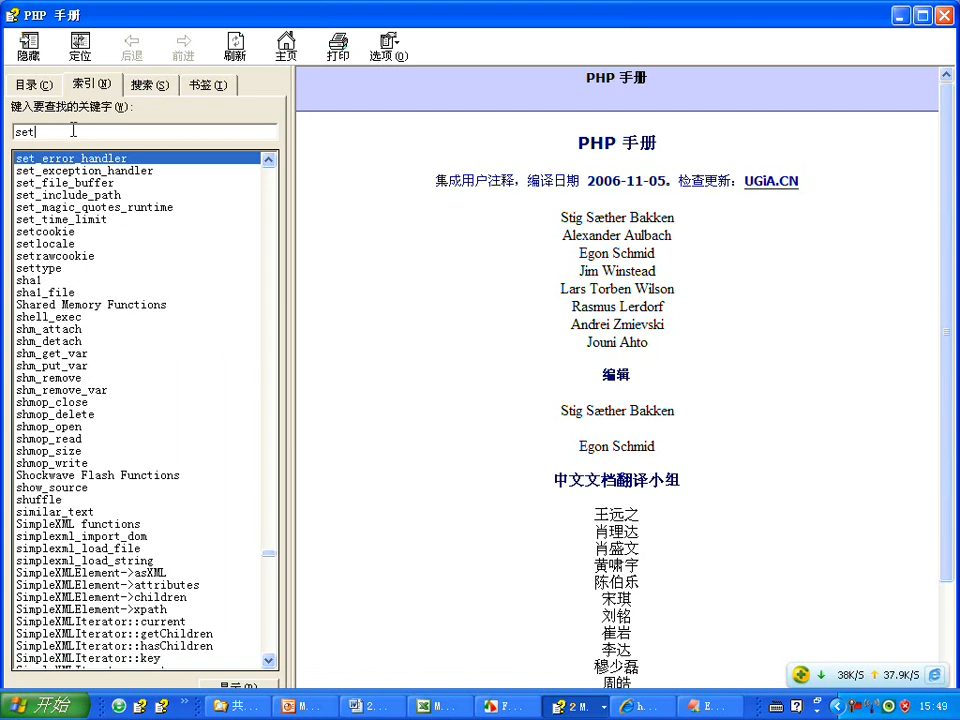 PHP 手册
隐藏 定位 后退 前进 刷新 主页 打印 选项(O)
目录(C) 索引(N) 搜索(S) 书签(I)
键入要查找的关键字(W):
set
set_error_handler
set_exception_handler
set_file_buffer
set_include_path
set_magic_quotes_runtime
set_time_limit
setcookie
setlocale
setrawcookie
settype
sha1
sha1_file
Shared Memory Functions
shell_exec
shm_attach
shm_detach
shm_get_var
shm_put_var
shm_remove
shm_remove_var
shmop_close
shmop_delete
shmop_open
shmop_read
shmop_size
shmop_write
Shockwave Flash Functions
show_source
shuffle
similar_text
SimpleXML functions
simplexml_import_dom
simplexml_load_file
simplexml_load_string
SimpleXMLElement->asXML
SimpleXMLElement->attributes
SimpleXMLElement->children
SimpleXMLElement->xpath
SimpleXMLIterator::current
SimpleXMLIterator::getChildren
SimpleXMLIterator::hasChildren
SimpleXMLIterator::key
显示(D)
PHP 手册
PHP 手册
集成用户注释，编译日期 2006-11-05。检查更新：UGiA.CN
Stig Sæther Bakken
Alexander Aulbach
Egon Schmid
Jim Winstead
Lars Torben Wilson
Rasmus Lerdorf
Andrei Zmievski
Jouni Ahto
编辑
Stig Sæther Bakken
Egon Schmid
中文文档翻译小组
王远之
肖理达
肖盛文
黄啸宇
陈伯乐
宋琪
刘铭
崔岩
李达
穆少磊
周皓
38K/S 37.9K/S
开始 共... M... 2... M... F... 2 M. h... E... 15:49